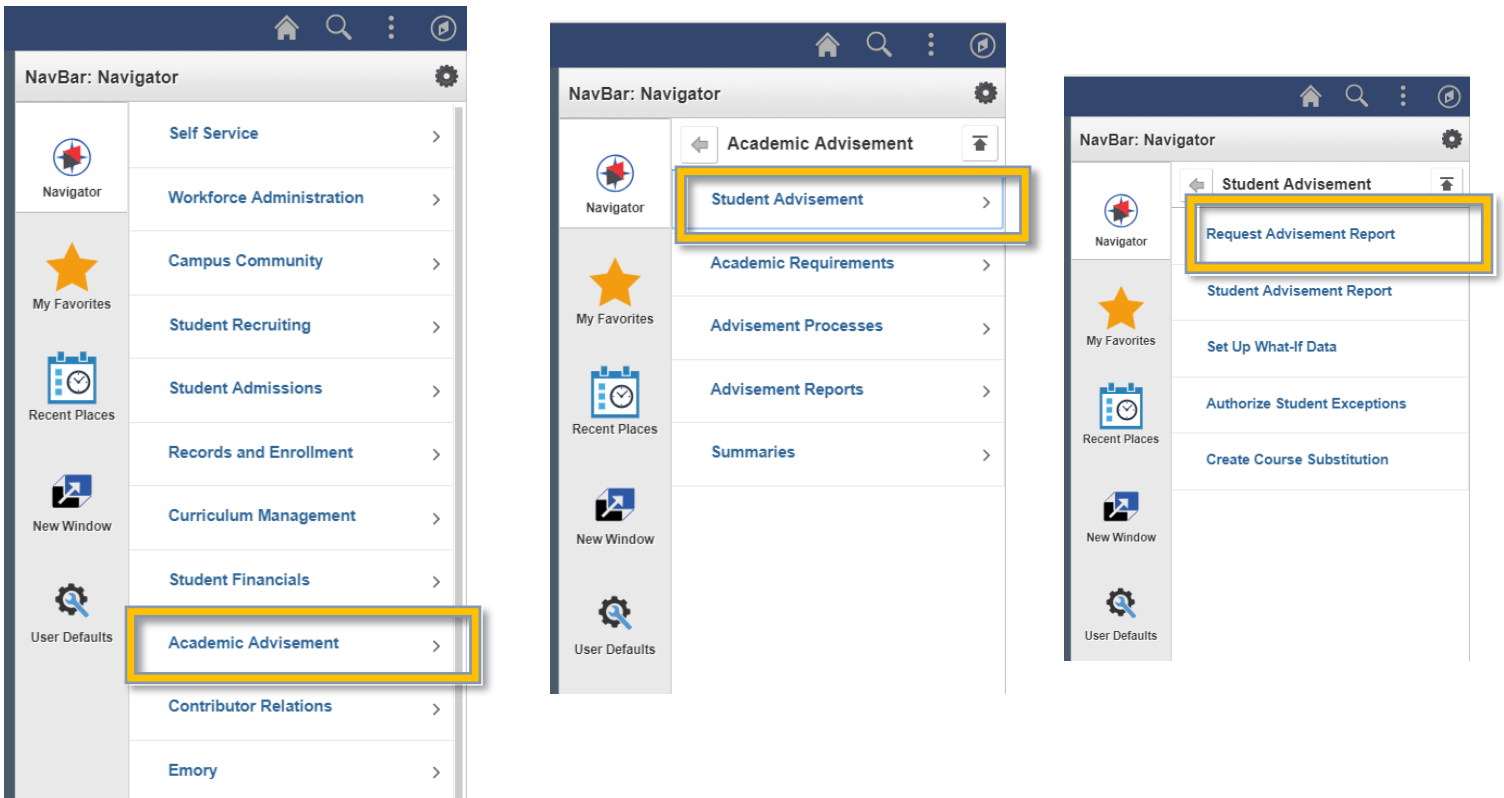 NavBar: Navigator
Navigator
My Favorites
Recent Places
New Window
User Defaults
Self Service
Workforce Administration
Campus Community
Student Recruiting
Student Admissions
Records and Enrollment
Curriculum Management
Student Financials
Academic Advisement
Contributor Relations
Emory
NavBar: Navigator
Navigator
My Favorites
Recent Places
New Window
User Defaults
Academic Advisement
Student Advisement
Academic Requirements
Advisement Processes
Advisement Reports
Summaries
NavBar: Navigator
Navigator
My Favorites
Recent Places
New Window
User Defaults
Student Advisement
Request Advisement Report
Student Advisement Report
Set Up What-If Data
Authorize Student Exceptions
Create Course Substitution